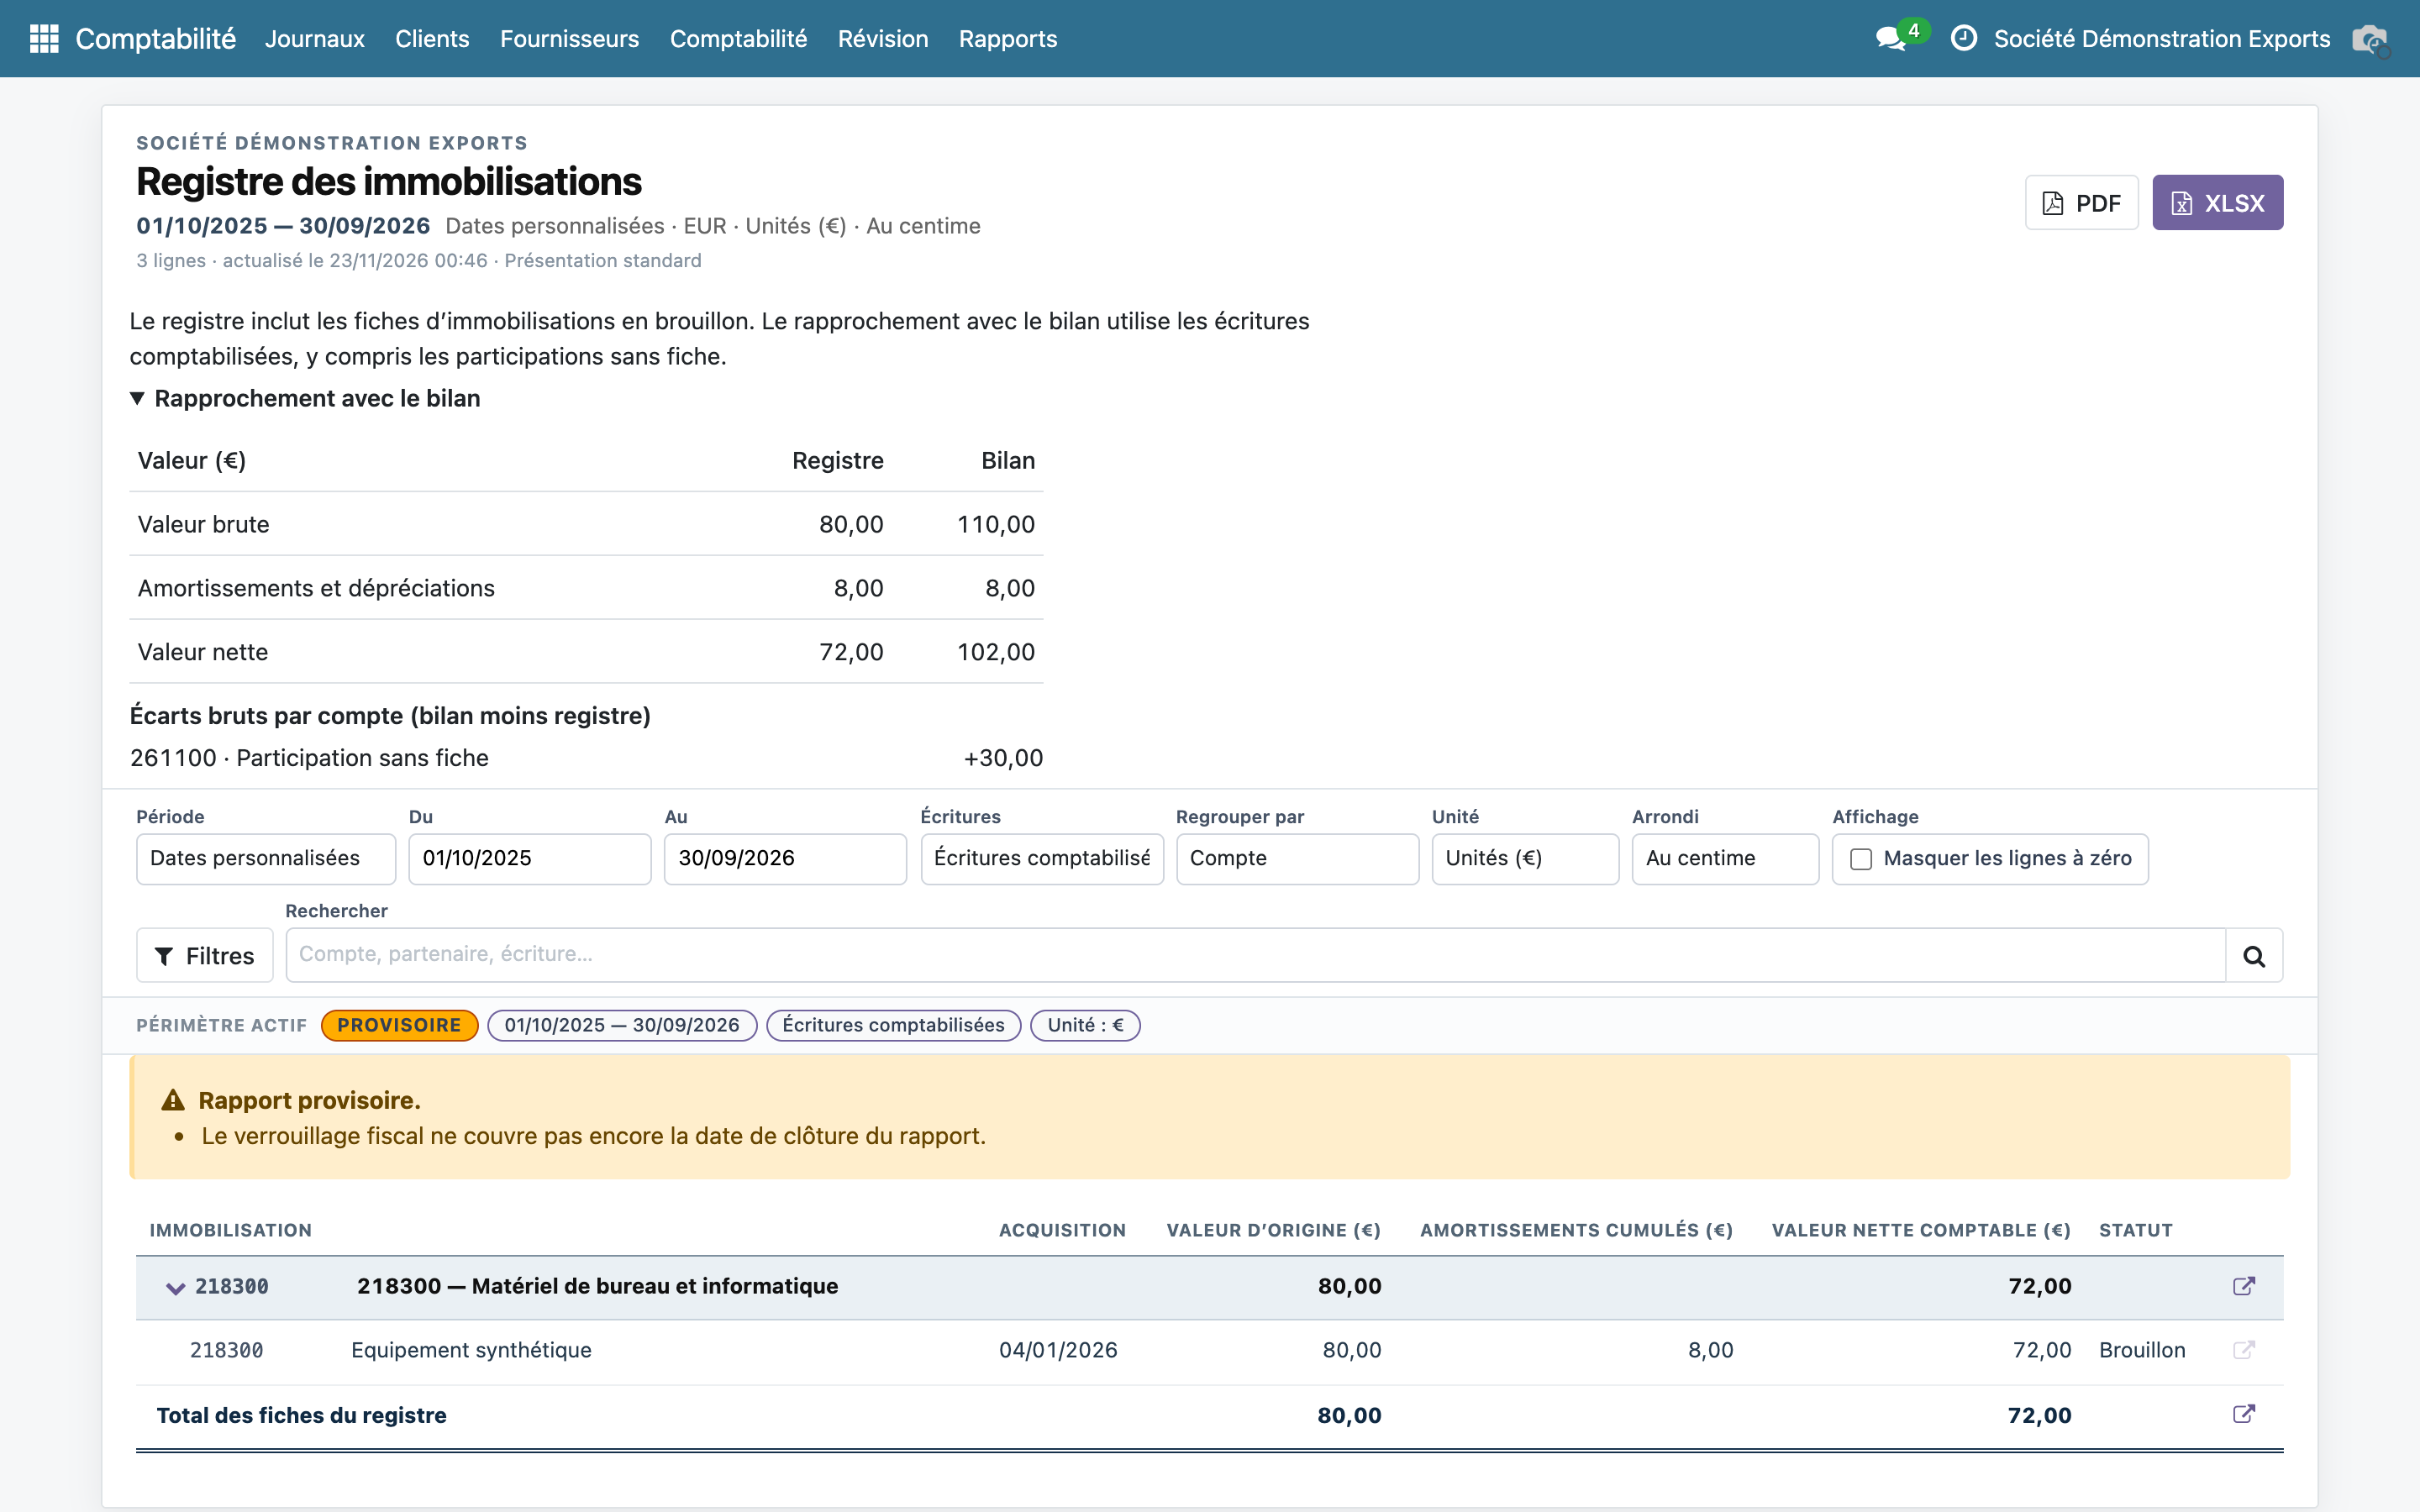 Comptabilité Journaux Clients Fournisseurs Comptabilité Révision Rapports 4 Société Démonstration Exports
SOCIÉTÉ DÉMONSTRATION EXPORTS
Registre des immobilisations
01/10/2025 — 30/09/2026 Dates personnalisées · EUR · Unités (€) · Au centime
3 lignes · actualisé le 23/11/2026 00:46 · Présentation standard
PDF XLSX
Le registre inclut les fiches d’immobilisations en brouillon. Le rapprochement avec le bilan utilise les écritures
comptabilisées, y compris les participations sans fiche.
Rapprochement avec le bilan
Valeur (€) Registre Bilan
Valeur brute 80,00 110,00
Amortissements et dépréciations 8,00 8,00
Valeur nette 72,00 102,00
Écarts bruts par compte (bilan moins registre)
261100 · Participation sans fiche +30,00
Période Du Au Écritures Regrouper par Unité Arrondi Affichage
Dates personnalisées 01/10/2025 30/09/2026 Écritures comptabilisé Compte Unités (€) Au centime Masquer les lignes à zéro
Rechercher
Filtres Compte, partenaire, écriture...
PÉRIMÈTRE ACTIF PROVISOIRE 01/10/2025 — 30/09/2026 Écritures comptabilisées Unité : €
Rapport provisoire.
• Le verrouillage fiscal ne couvre pas encore la date de clôture du rapport.
IMMOBILISATION ACQUISITION VALEUR D’ORIGINE (€) AMORTISSEMENTS CUMULÉS (€) VALEUR NETTE COMPTABLE (€) STATUT
218300 218300 — Matériel de bureau et informatique 80,00 72,00
218300 Equipement synthétique 04/01/2026 80,00 8,00 72,00 Brouillon
Total des fiches du registre 80,00 72,00